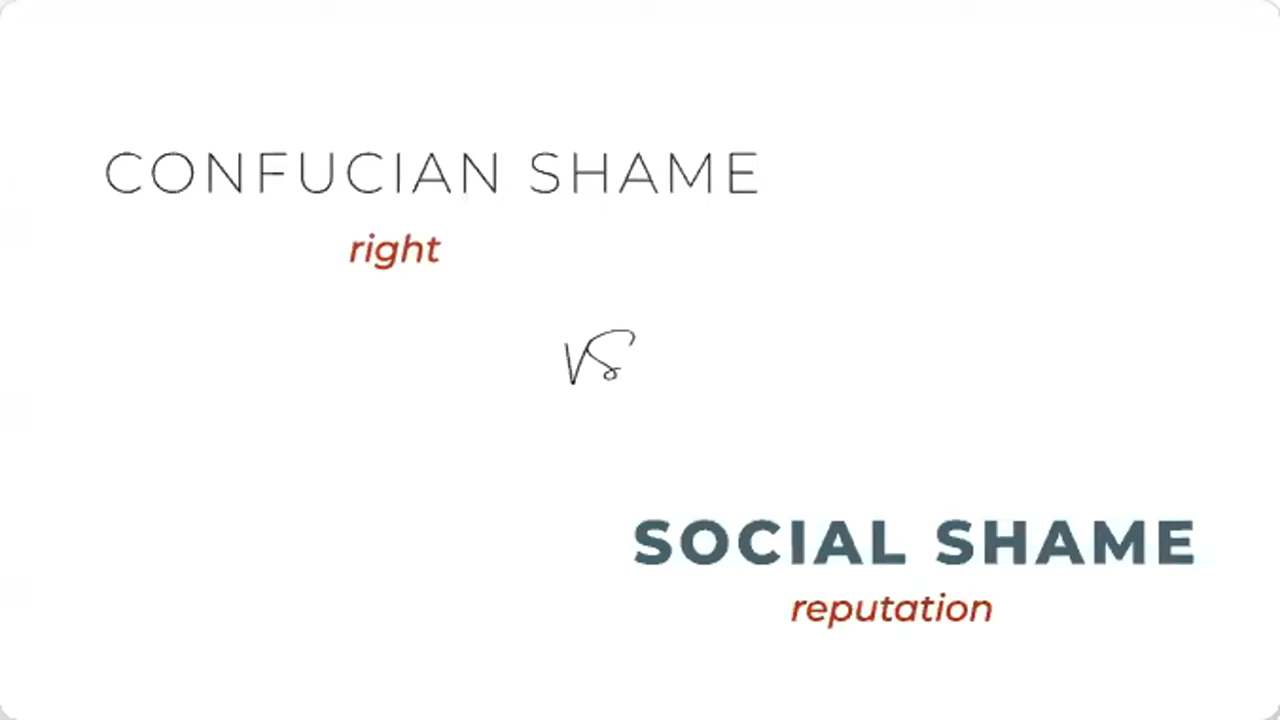 CONFUCIAN SHAME
right
VS
SOCIAL SHAME
reputation